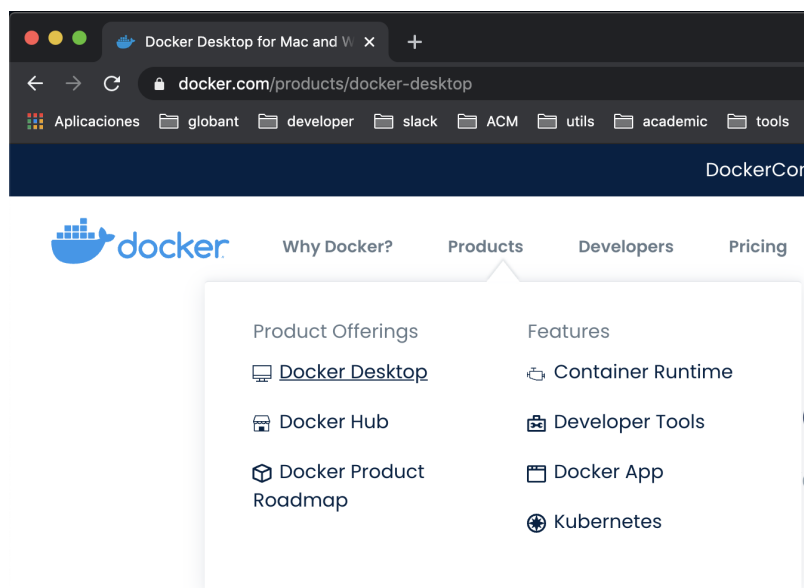 Docker Desktop for Mac and W
docker.com/products/docker-desktop
Aplicaciones globant developer slack ACM utils academic tools
DockerCon
docker Why Docker? Products Developers Pricing
Product Offerings Features
Docker Desktop Container Runtime
Docker Hub Developer Tools
Docker Product Docker App
Roadmap
Kubernetes